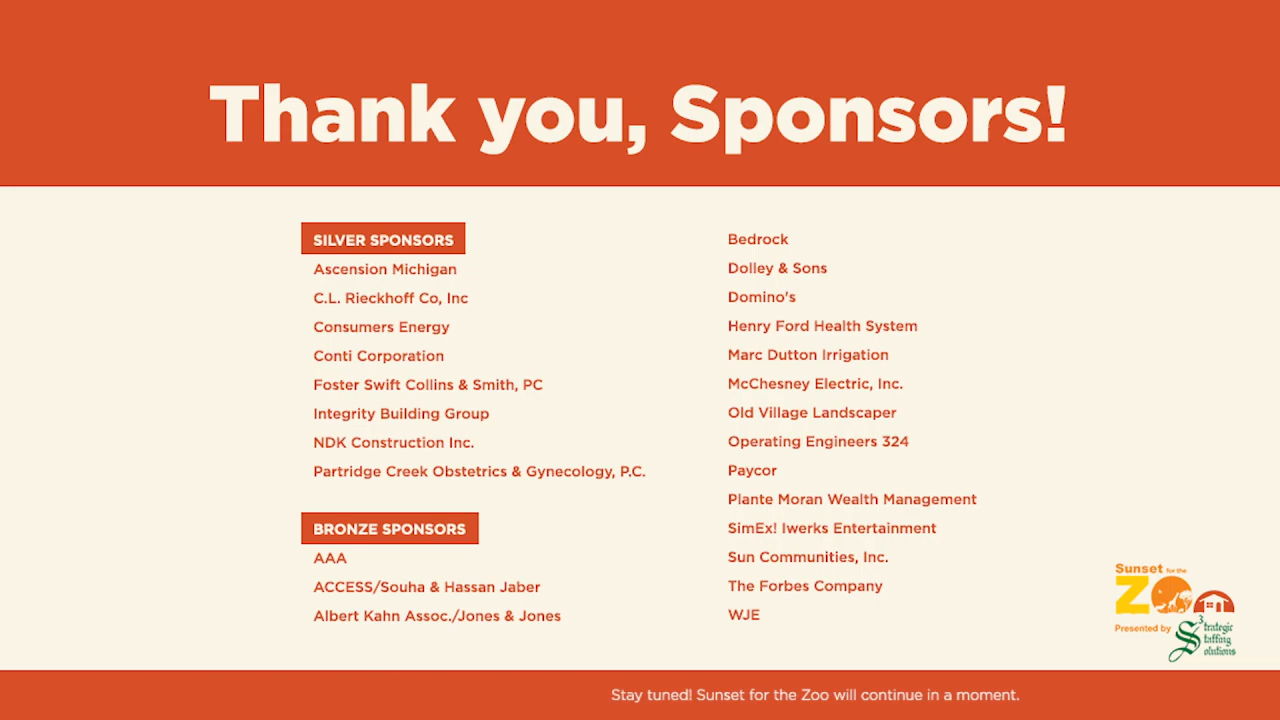 Thank you, Sponsors!
SILVER SPONSORS
Ascension Michigan
C.L. Rieckhoff Co, Inc
Consumers Energy
Conti Corporation
Foster Swift Collins & Smith, PC
Integrity Building Group
NDK Construction Inc.
Partridge Creek Obstetrics & Gynecology, P.C.
BRONZE SPONSORS
AAA
ACCESS/Souha & Hassan Jaber
Albert Kahn Assoc./Jones & Jones
Bedrock
Dolley & Sons
Domino's
Henry Ford Health System
Marc Dutton Irrigation
McChesney Electric, Inc.
Old Village Landscaper
Operating Engineers 324
Paycor
Plante Moran Wealth Management
SimEx! Iwerks Entertainment
Sun Communities, Inc.
The Forbes Company
WJE
Sunset for the
ZOO
Presented by
Strategic
Staffing
Solutions
3
Stay tuned! Sunset for the Zoo will continue in a moment.